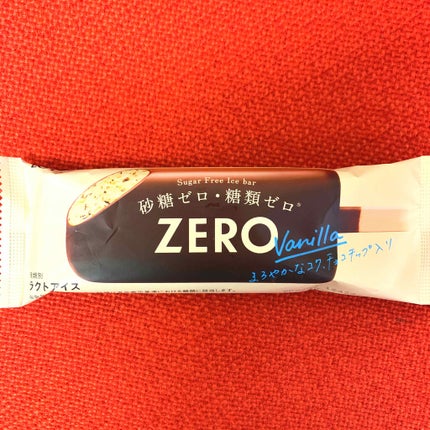 Sugar Free Ice bar
砂糖ゼロ・糖類ゼロ
ZERO
Vanilla
まろやかなコク、チョコチップ入り
ラクトアイス